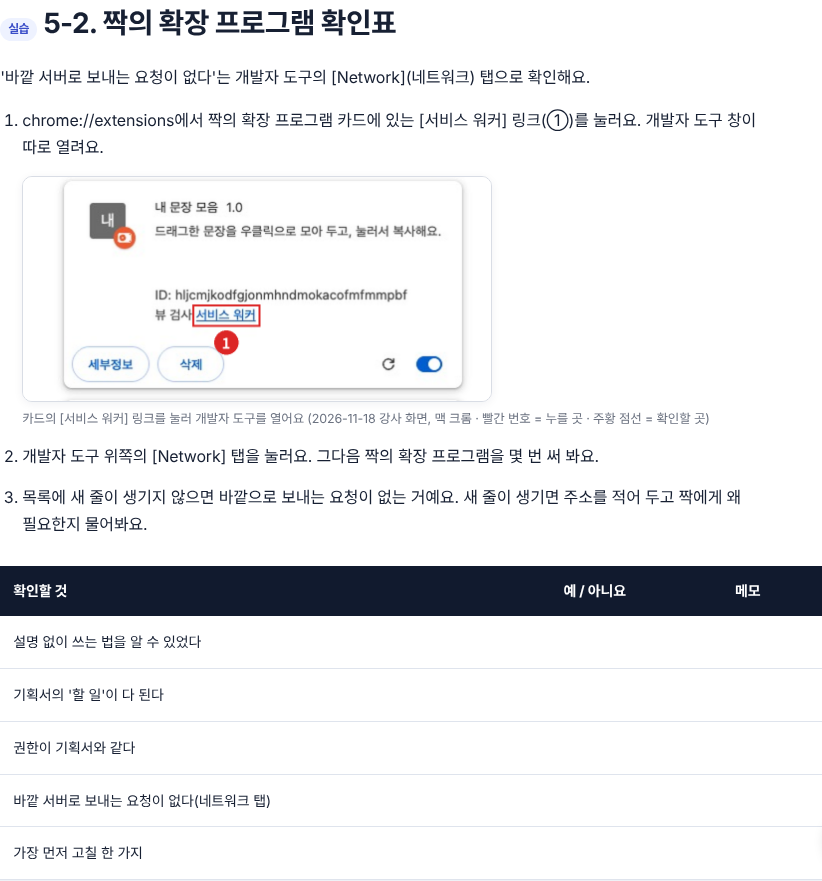 실습 5-2. 짝의 확장 프로그램 확인표
'바깥 서버로 보내는 요청이 없다'는 개발자 도구의 [Network](네트워크) 탭으로 확인해요.
1. chrome://extensions에서 짝의 확장 프로그램 카드에 있는 [서비스 워커] 링크(①)를 눌러요. 개발자 도구 창이
따로 열려요.
내
내 문장 모음 1.0
드래그한 문장을 우클릭으로 모아 두고, 눌러서 복사해요.
ID: hljcmjkodfgjonmhndmokacofmfmmpbf
뷰 검사 서비스 워커
1
세부정보 삭제
카드의 [서비스 워커] 링크를 눌러 개발자 도구를 열어요 (2026-11-18 강사 화면, 맥 크롬 · 빨간 번호 = 누를 곳 · 주황 점선 = 확인할 곳)
2. 개발자 도구 위쪽의 [Network] 탭을 눌러요. 그다음 짝의 확장 프로그램을 몇 번 써 봐요.
3. 목록에 새 줄이 생기지 않으면 바깥으로 보내는 요청이 없는 거예요. 새 줄이 생기면 주소를 적어 두고 짝에게 왜
필요한지 물어봐요.
확인할 것 예 / 아니요 메모
설명 없이 쓰는 법을 알 수 있었다
기획서의 '할 일'이 다 된다
권한이 기획서와 같다
바깥 서버로 보내는 요청이 없다(네트워크 탭)
가장 먼저 고칠 한 가지